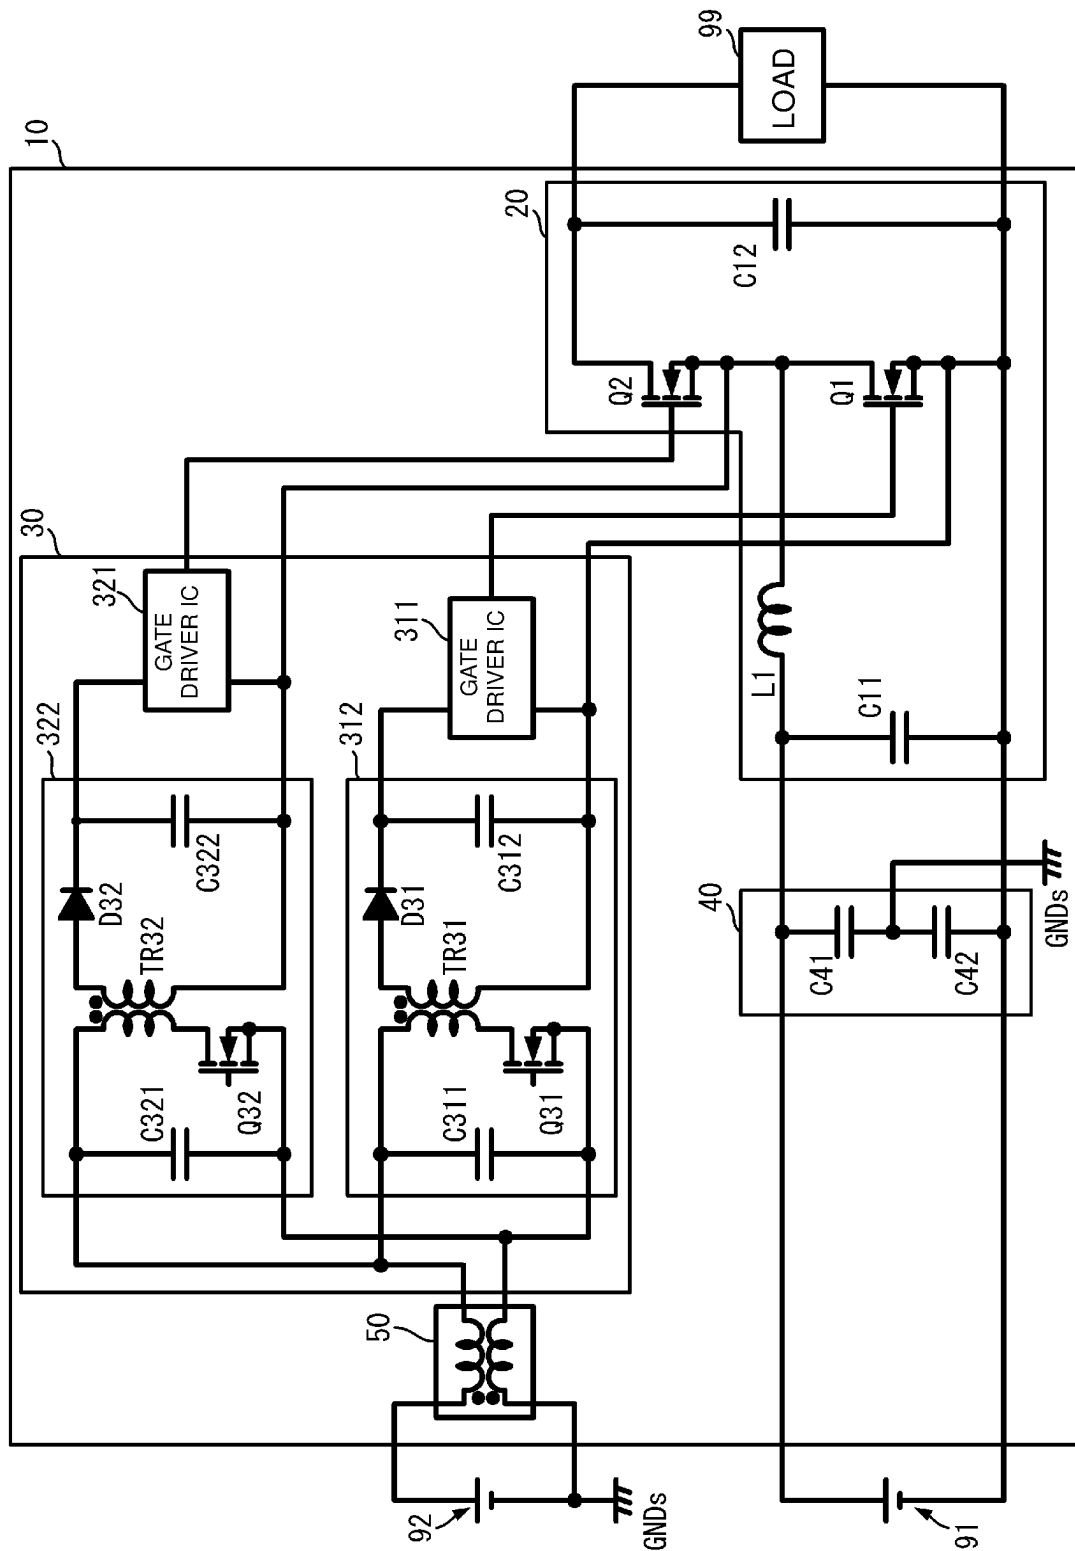 10
30
322
321
GATE
DRIVER IC
D32
C322
TR32
C321
Q32
312
311
GATE
DRIVER IC
D31
C312
TR31
C311
Q31
50
92
GNDs
20
Q2
C12
99
LOAD
Q1
L1
C11
40
C41
C42
GNDs
91